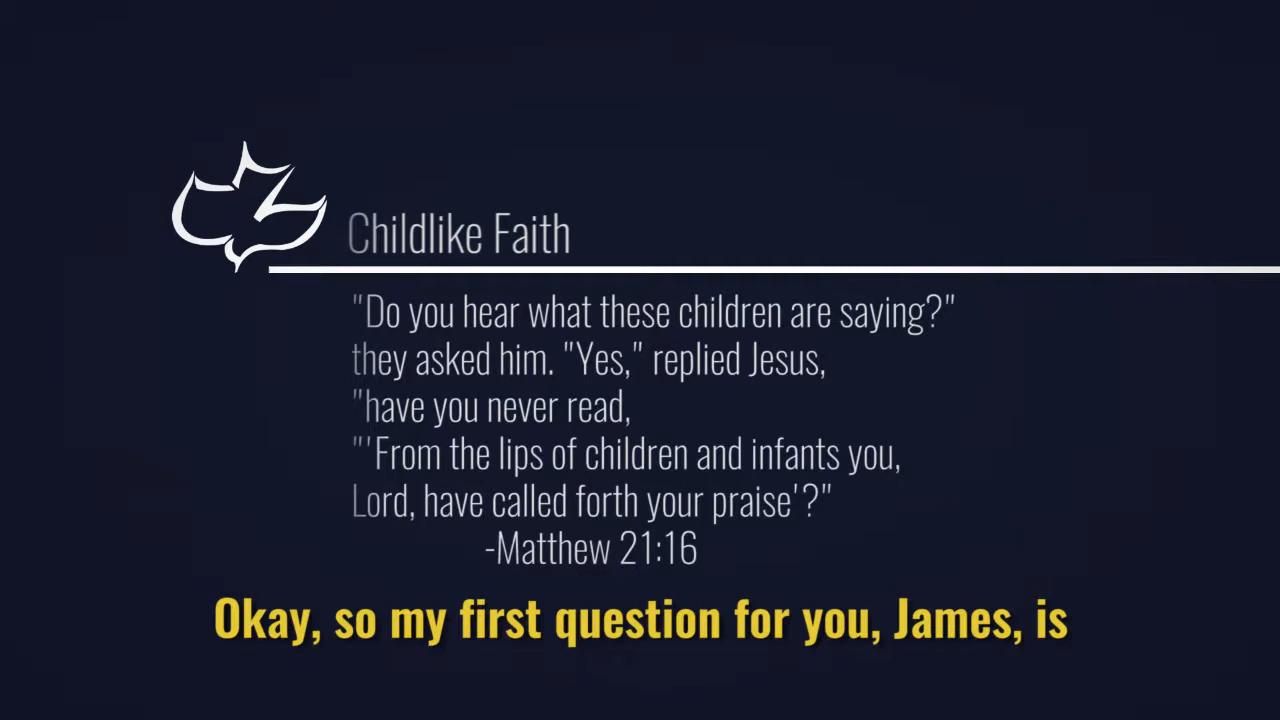 Childlike Faith
"Do you hear what these children are saying?"
they asked him. "Yes," replied Jesus,
"have you never read,
"'From the lips of children and infants you,
Lord, have called forth your praise'?"
-Matthew 21:16
Okay, so my first question for you, James, is